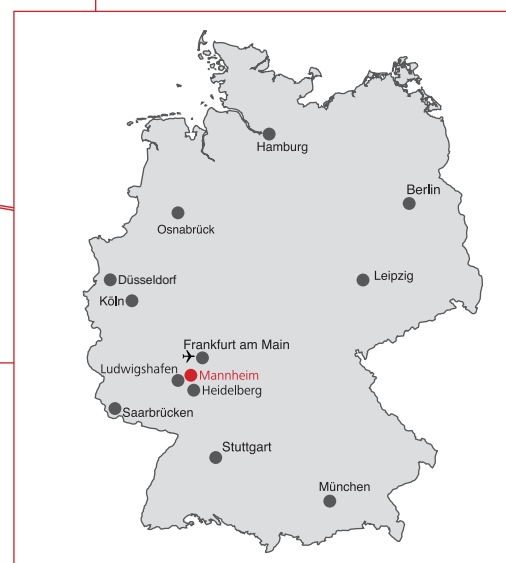 Hamburg
Berlin
Osnabrück
Düsseldorf
Leipzig
Köln
Frankfurt am Main
Ludwigshafen
Mannheim
Heidelberg
Saarbrücken
Stuttgart
München